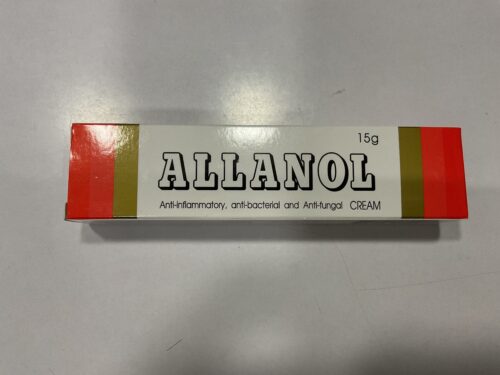 15g
ALLANOL
Anti-inflammatory, anti-bacterial and Anti-fungal CREAM